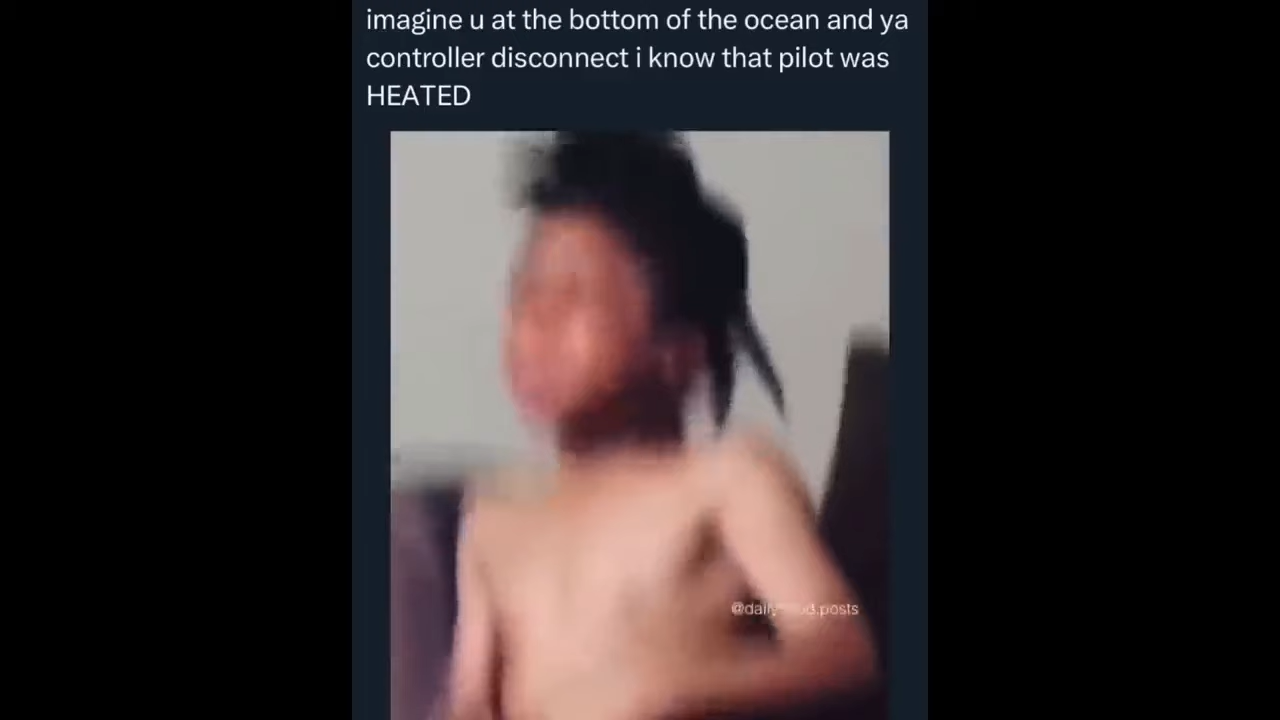 imagine u at the bottom of the ocean and ya
controller disconnect i know that pilot was
HEATED